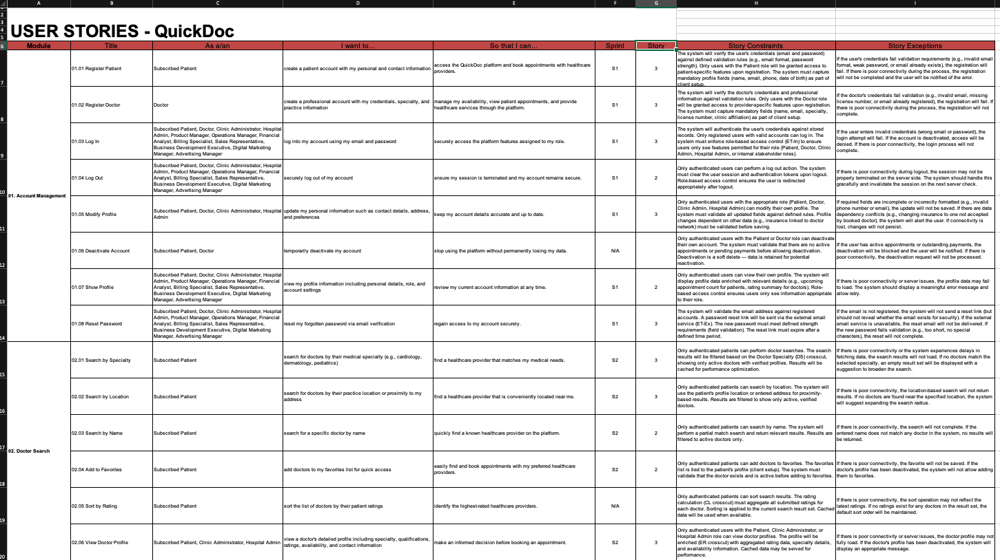 A B C D E F G H I
2
3
4
5
USER STORIES - QuickDoc
6 Module Title As a/an I want to... So that I can... Sprint Story Story Constraints Story Exceptions
01. Account Management
7
01.01 Register Patient
Subscribed Patient
create a patient account with my personal and contact information
access the QuickDoc platform and book appointments with healthcare
providers.
S1
3
The system will verify the user's credentials (email and password)
against defined validation rules (e.g., email format, password
strength). Only users with the Patient role will be granted access to
patient-specific features upon registration. The system must capture
mandatory profile fields (name, email, phone, date of birth) as part of
client setup.
If the user's credentials fail validation requirements (e.g., invalid email
format, weak password, or email already exists), the registration will
fail. If there is poor connectivity during the process, the registration
will not be completed and the user will be notified of the error.
8
01.02 Register Doctor
Doctor
create a professional account with my credentials, specialty, and
practice information
manage my availability, view patient appointments, and provide
healthcare services through the platform.
S1
3
The system will verify the doctor's credentials and professional
information against validation rules. Only users with the Doctor role
will be granted access to provider-specific features upon registration.
The system must capture mandatory fields (name, email, specialty,
license number, clinic affiliation) as part of client setup.
If the doctor's credentials fail validation (e.g., invalid email, missing
license number, or email already registered), the registration will fail. If
there is poor connectivity during the process, the registration will not
complete.
9
01.03 Log In
Subscribed Patient, Doctor, Clinic Administrator, Hospital
Admin, Product Manager, Operations Manager, Financial
Analyst, Billing Specialist, Sales Representative,
Business Development Executive, Digital Marketing
Manager, Advertising Manager
log into my account using my email and password
securely access the platform features assigned to my role.
S1
3
The system will authenticate the user's credentials against stored
records. Only registered users with valid accounts can log in. The
system must enforce role-based access control (ET-In) to ensure
users only see features permitted for their role (Patient, Doctor, Clinic
Admin, Hospital Admin, or internal stakeholder roles).
If the user enters invalid credentials (wrong email or password), the
login attempt will fail. If the account is deactivated, access will be
denied. If there is poor connectivity, the login process will not
complete.
10
01.04 Log Out
Subscribed Patient, Doctor, Clinic Administrator, Hospital
Admin, Product Manager, Operations Manager, Financial
Analyst, Billing Specialist, Sales Representative,
Business Development Executive, Digital Marketing
Manager, Advertising Manager
securely log out of my account
ensure my session is terminated and my account remains secure.
S1
2
Only authenticated users can perform a log out action. The system
must clear the user session and authentication tokens upon logout.
Role-based access control ensures the user is redirected
appropriately after logout.
If there is poor connectivity during logout, the session may not be
properly terminated on the server side. The system should handle this
gracefully and invalidate the session on the next server check.
11
01.05 Modify Profile
Subscribed Patient, Doctor, Clinic Administrator, Hospital
Admin
update my personal information such as contact details, address,
and preferences
keep my account details accurate and up to date.
S1
3
Only authenticated users with the appropriate role (Patient, Doctor,
Clinic Admin, Hospital Admin) can modify their own profile. The
system must validate all updated fields against defined rules. Profile
changes dependent on other data (e.g., insurance linked to doctor
network) must be validated before saving.
If required fields are incomplete or incorrectly formatted (e.g., invalid
phone number or email), the update will not be saved. If there are data
dependency conflicts (e.g., changing insurance to one not accepted
by booked doctor), the system will alert the user. If connectivity is
lost, changes will not persist.
12
01.06 Deactivate Account
Subscribed Patient, Doctor
temporarily deactivate my account
stop using the platform without permanently losing my data.
N/A
Only authenticated users with the Patient or Doctor role can deactivate
their own account. The system must validate that there are no active
appointments or pending payments before allowing deactivation.
Deactivation is a soft delete — data is retained for potential
reactivation.
If the user has active appointments or outstanding payments, the
deactivation will be blocked and the user will be notified. If there is
poor connectivity, the deactivation request will not be processed.
13
01.07 Show Profile
Subscribed Patient, Doctor, Clinic Administrator, Hospital
Admin, Product Manager, Operations Manager, Financial
Analyst, Billing Specialist, Sales Representative,
Business Development Executive, Digital Marketing
Manager, Advertising Manager
view my profile information including personal details, role, and
account settings
review my current account information at any time.
S1
2
Only authenticated users can view their own profile. The system will
display profile data enriched with relevant details (e.g., upcoming
appointment count for patients, rating summary for doctors). Role-
based access control ensures users only see information appropriate
to their role.
If there is poor connectivity or server issues, the profile data may fail
to load. The system should display a meaningful error message and
allow retry.
14
01.08 Reset Password
Subscribed Patient, Doctor, Clinic Administrator, Hospital
Admin, Product Manager, Operations Manager, Financial
Analyst, Billing Specialist, Sales Representative,
Business Development Executive, Digital Marketing
Manager, Advertising Manager
reset my forgotten password via email verification
regain access to my account securely.
S1
3
The system will validate the email address against registered
accounts. A password reset link will be sent via the external email
service (ET-Ex). The new password must meet defined strength
requirements (field validation). The reset link must expire after a
defined time period.
If the email is not registered, the system will not send a reset link (but
should not reveal whether the email exists for security). If the external
email service is unavailable, the reset email will not be delivered. If
the new password fails validation (e.g., too short, no special
characters), the reset will not complete.
02. Doctor Search
15
02.01 Search by Specialty
Subscribed Patient
search for doctors by their medical specialty (e.g., cardiology,
dermatology, pediatrics)
find a healthcare provider that matches my medical needs.
S2
3
Only authenticated patients can perform doctor searches. The search
results will be filtered based on the Doctor Specialty (DS) crosscut,
showing only active doctors with verified profiles. Results will be
cached for performance optimization.
If there is poor connectivity or the system experiences delays in
fetching data, the search results will not load. If no doctors match the
selected specialty, an empty result set will be displayed with a
suggestion to broaden the search.
16
02.02 Search by Location
Subscribed Patient
search for doctors by their practice location or proximity to my
address
find a healthcare provider that is conveniently located near me.
S2
3
Only authenticated patients can search by location. The system will
use the patient's profile location or entered address for proximity-
based results. Results are filtered to show only active, verified
doctors.
If there is poor connectivity, the location-based search will not return
results. If no doctors are found near the specified location, the system
will suggest expanding the search radius.
17
02.03 Search by Name
Subscribed Patient
search for a specific doctor by name
quickly find a known healthcare provider on the platform.
S2
2
Only authenticated patients can search by name. The system will
perform a partial match search and return relevant results. Results are
filtered to active doctors only.
If there is poor connectivity, the search will not complete. If the
entered name does not match any doctor in the system, no results will
be returned.
18
02.04 Add to Favorites
Subscribed Patient
add doctors to my favorites list for quick access
easily find and book appointments with my preferred healthcare
providers.
S2
2
Only authenticated patients can add doctors to favorites. The favorites
list is tied to the patient's profile (client setup). The system must
validate that the doctor exists and is active before adding to favorites.
If there is poor connectivity, the favorite will not be saved. If the
doctor's profile has been deactivated, the system will not allow adding
them to favorites.
19
02.05 Sort by Rating
Subscribed Patient
sort the list of doctors by their patient ratings
identify the highest-rated healthcare providers.
N/A
Only authenticated patients can sort search results. The rating
calculation (CL crosscut) must aggregate all submitted ratings for
each doctor. Sorting is applied to the current search result set. Cached
data will be used when available.
If there is poor connectivity, the sort operation may not reflect the
latest ratings. If no ratings exist for any doctors in the result set, the
default sort order will be maintained.
20
02.06 View Doctor Profile
Subscribed Patient, Clinic Administrator, Hospital Admin
view a doctor's detailed profile including specialty, qualifications,
ratings, availability, and contact information
make an informed decision before booking an appointment.
S2
3
Only authenticated users with the Patient, Clinic Administrator, or
Hospital Admin role can view doctor profiles. The profile will be
enriched (ER crosscut) with aggregated rating data, specialty details,
and availability information. Cached data may be served for
performance.
If there is poor connectivity or server issues, the doctor profile may not
fully load. If the doctor's profile has been deactivated, the system will
display an appropriate message.